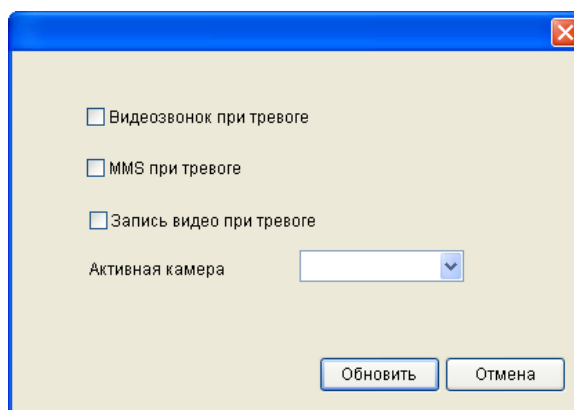 Видеозвонок при тревоге
MMS при тревоге
Запись видео при тревоге
Активная камера
Обновить Отмена